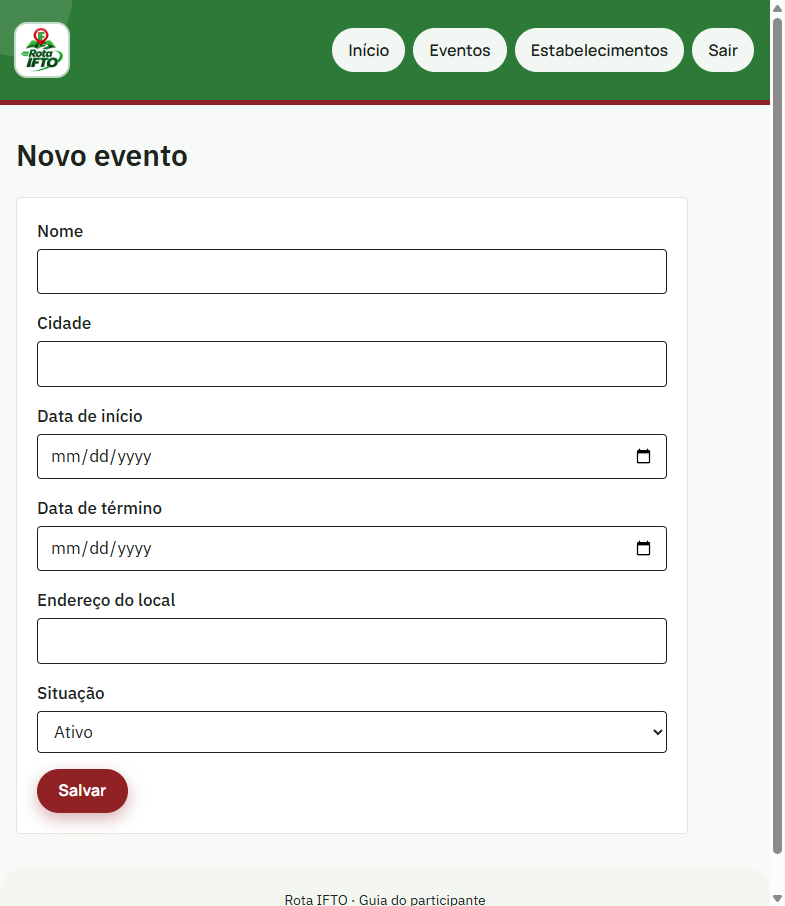 Rota
IFTO
Início
Eventos
Estabelecimentos
Sair
Novo evento
Nome
Cidade
Data de início
mm/dd/yyyy
Data de término
mm/dd/yyyy
Endereço do local
Situação
Ativo
Salvar
Rota IFTO · Guia do participante